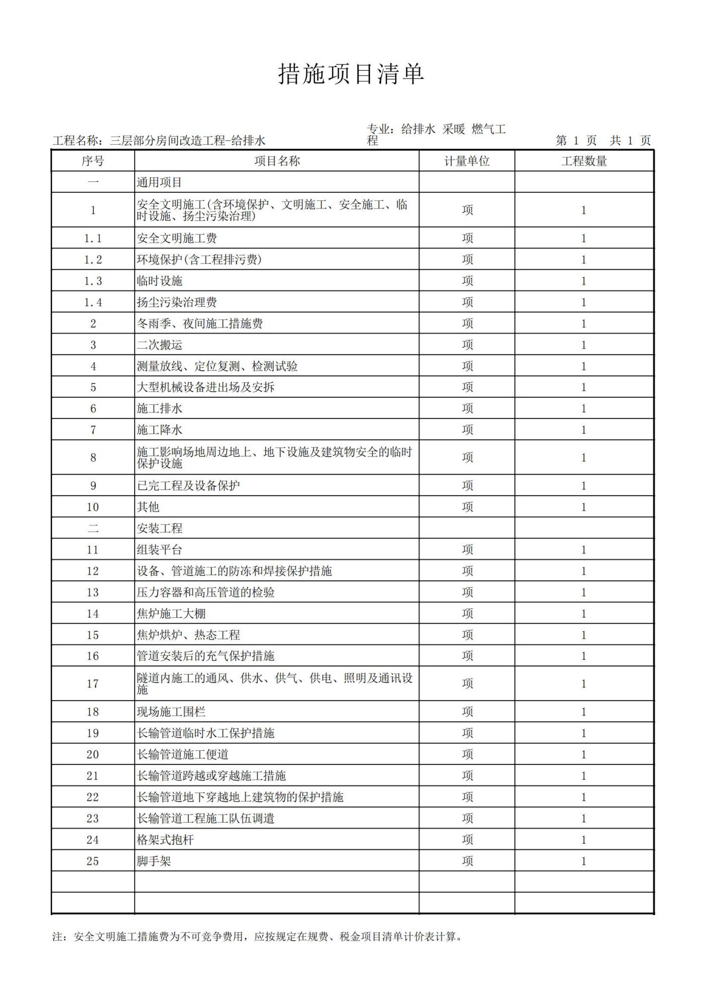 措施项目清单
专业：给排水 采暖 燃气工
工程名称：三层部分房间改造工程-给排水 程 第 1 页 共 1 页
序号 项目名称 计量单位 工程数量
一 通用项目
1 安全文明施工(含环境保护、文明施工、安全施工、临 项 1
时设施、扬尘污染治理)
1.1 安全文明施工费 项 1
1.2 环境保护(含工程排污费) 项 1
1.3 临时设施 项 1
1.4 扬尘污染治理费 项 1
2 冬雨季、夜间施工措施费 项 1
3 二次搬运 项 1
4 测量放线、定位复测、检测试验 项 1
5 大型机械设备进出场及安拆 项 1
6 施工排水 项 1
7 施工降水 项 1
8 施工影响场地周边地上、地下设施及建筑物安全的临时 项 1
保护设施
9 已完工程及设备保护 项 1
10 其他 项 1
二 安装工程
11 组装平台 项 1
12 设备、管道施工的防冻和焊接保护措施 项 1
13 压力容器和高压管道的检验 项 1
14 焦炉施工大棚 项 1
15 焦炉烘炉、热态工程 项 1
16 管道安装后的充气保护措施 项 1
17 隧道内施工的通风、供水、供气、供电、照明及通讯设 项 1
施
18 现场施工围栏 项 1
19 长输管道临时水工保护措施 项 1
20 长输管道施工便道 项 1
21 长输管道跨越或穿越施工措施 项 1
22 长输管道地下穿越地上建筑物的保护措施 项 1
23 长输管道工程施工队伍调遣 项 1
24 格架式抱杆 项 1
25 脚手架 项 1
注：安全文明施工措施费为不可竞争费用，应按规定在规费、税金项目清单计价表计算。